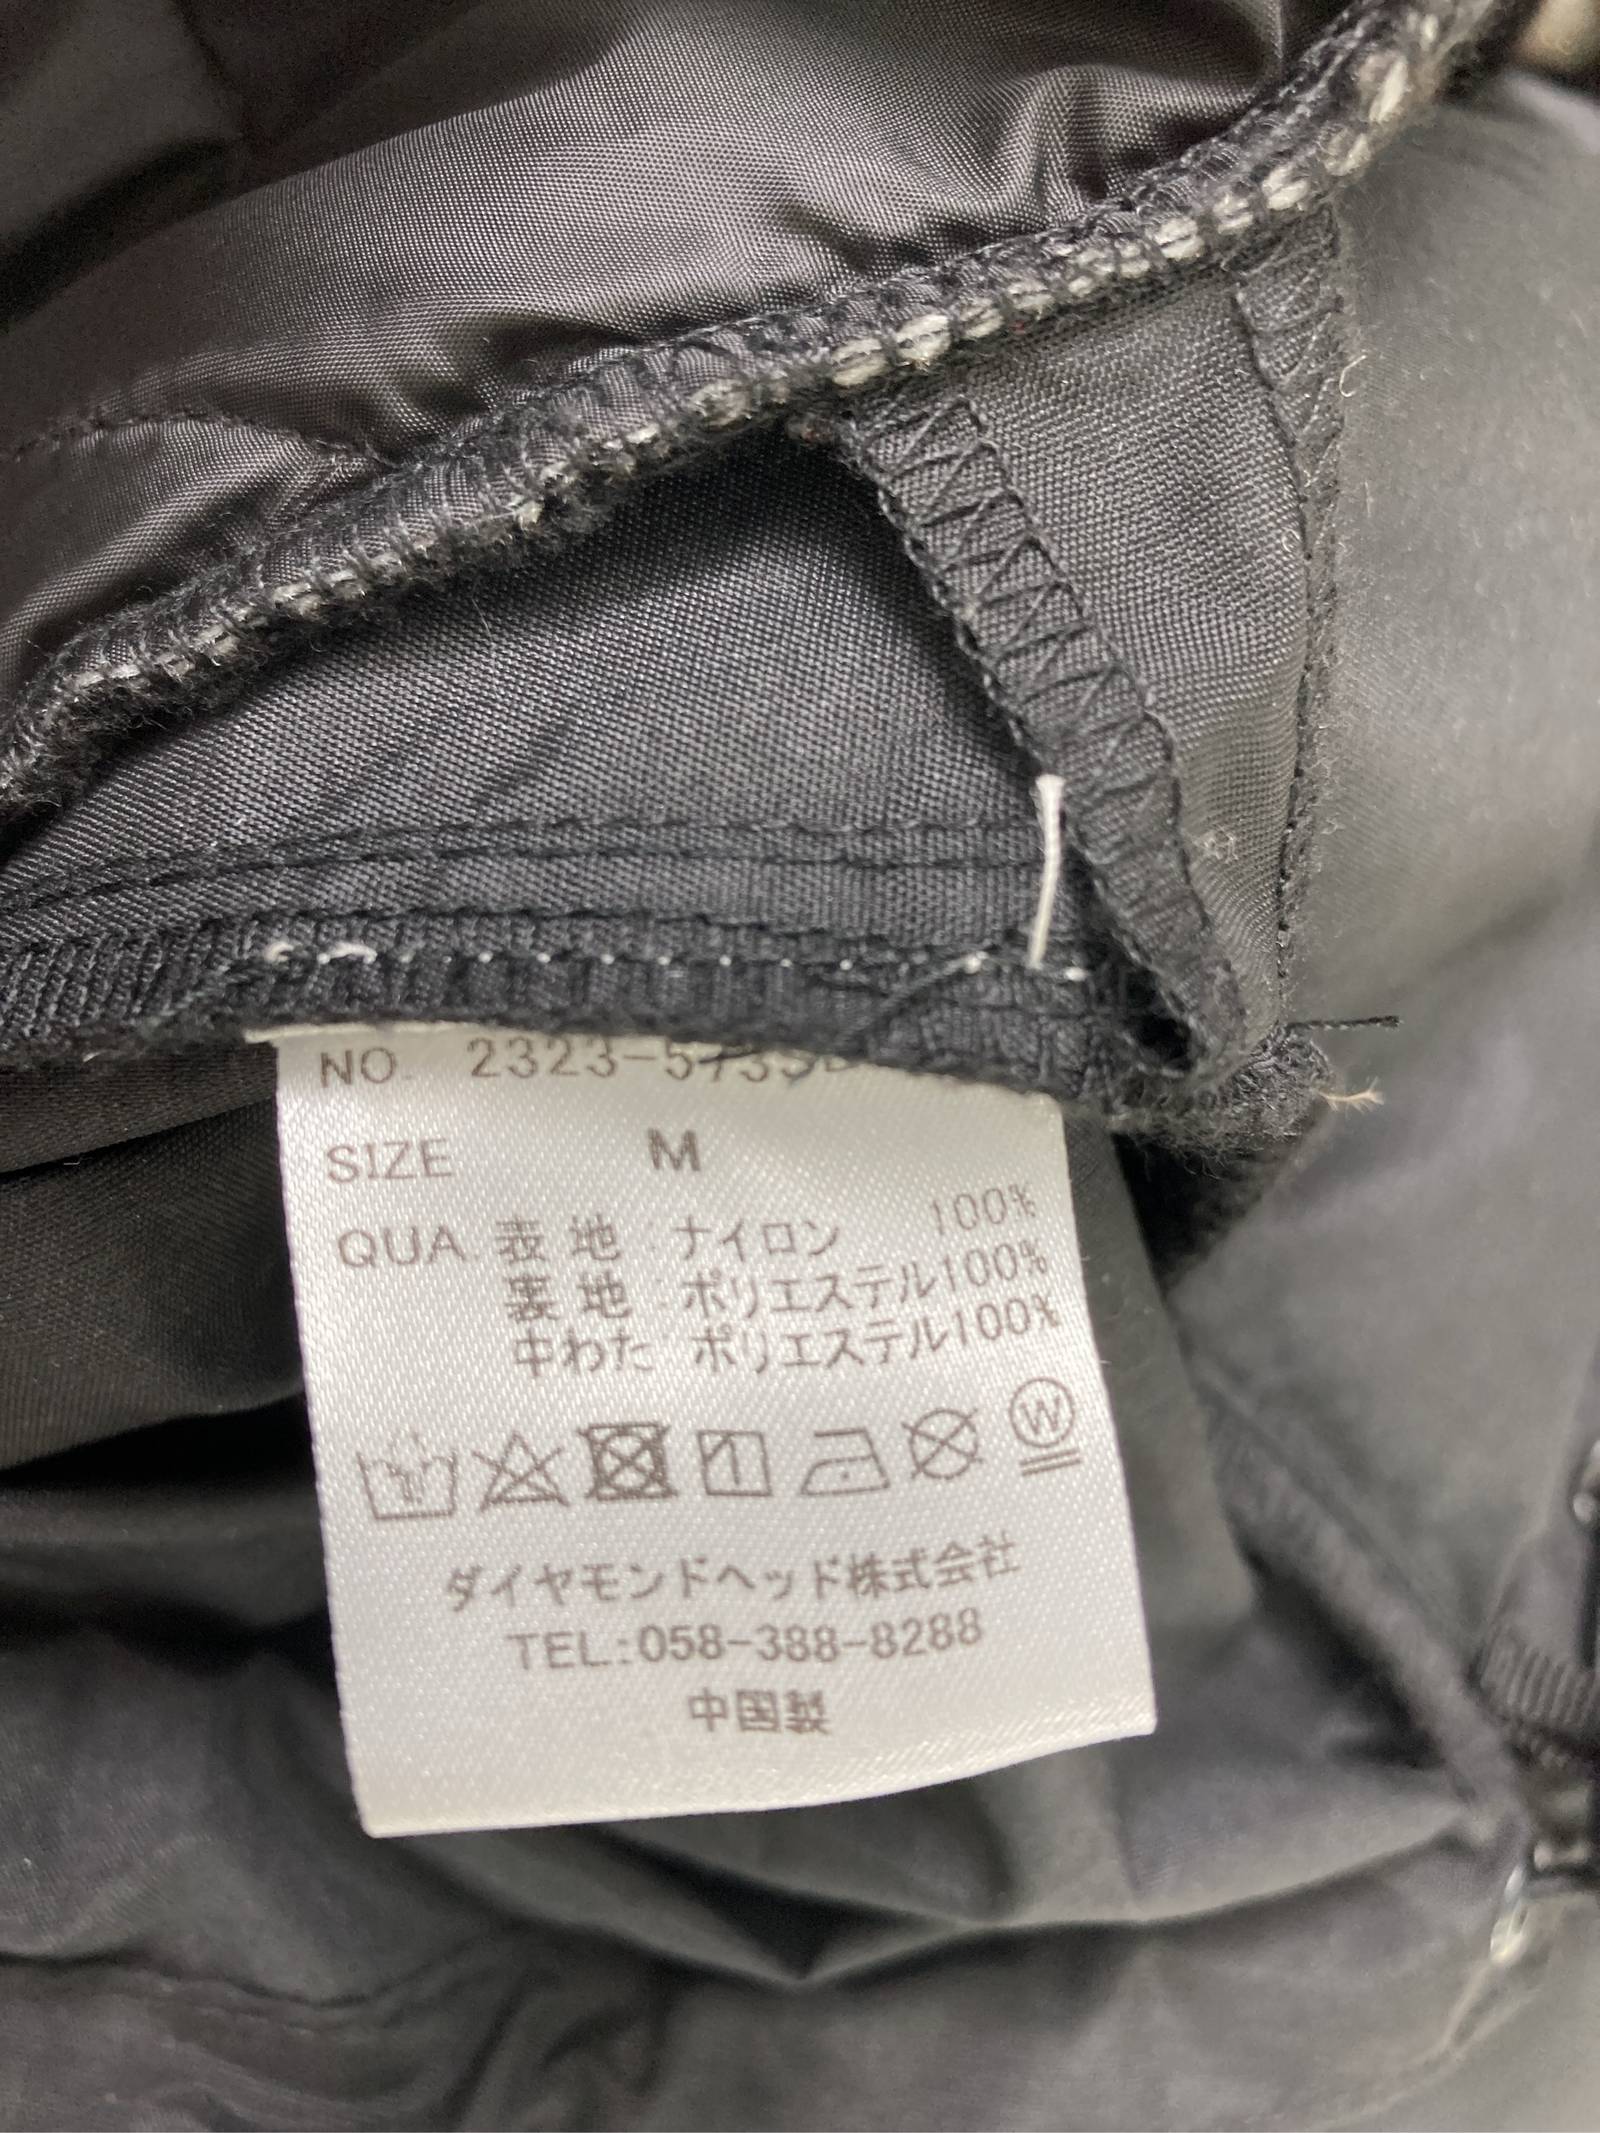 NO. 2323-5733
SIZE M
QUA 表 地 : ナイロン 100%
裏 地 : ポリエステル100%
中わた : ポリエステル100%
W
ダイヤモンドヘッド株式会社
TEL:058-388-8288
中国製